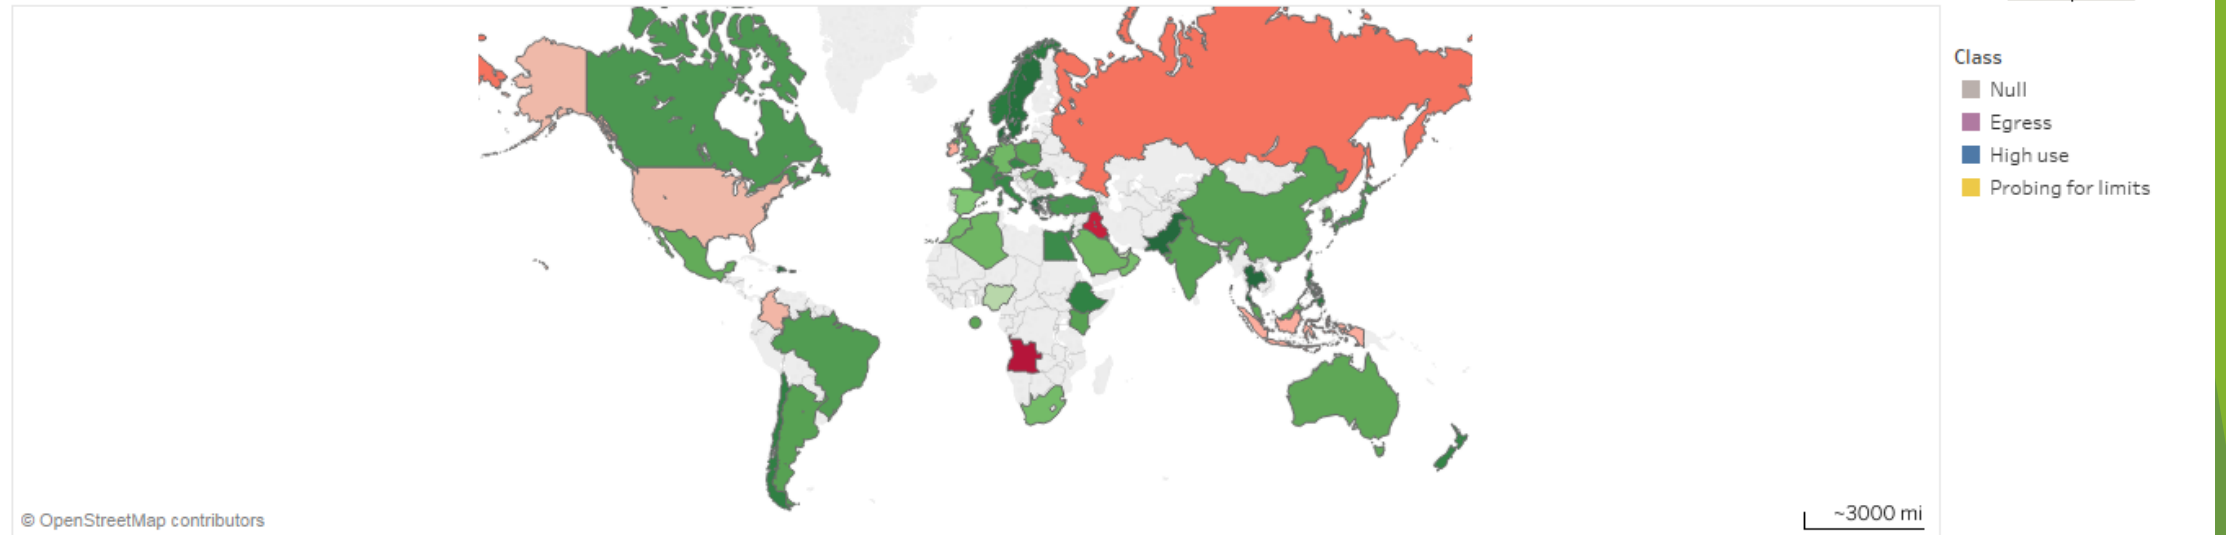 Class
Null
Egress
High use
Probing for limits
© OpenStreetMap contributors
~3000 mi